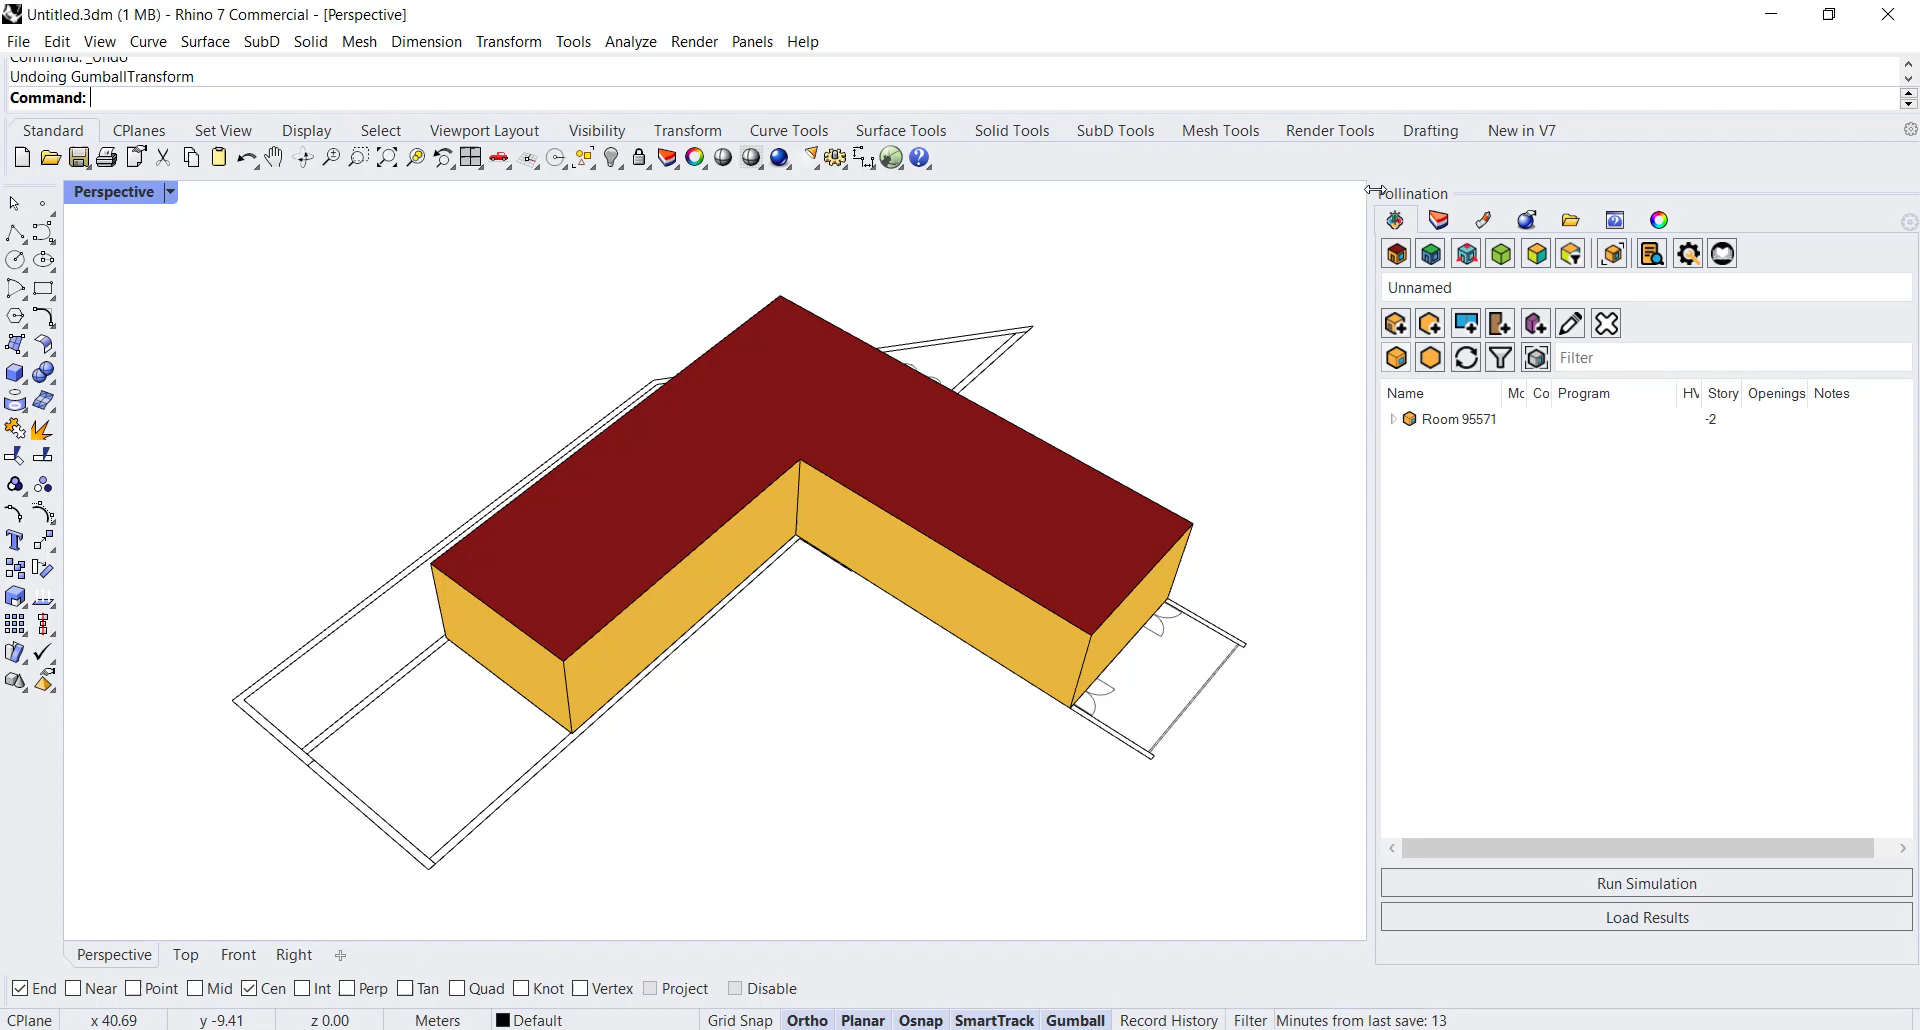 Untitled.3dm (1 MB) - Rhino 7 Commercial - [Perspective]
File Edit View Curve Surface SubD Solid Mesh Dimension Transform Tools Analyze Render Panels Help
Command: _Undo
Undoing GumballTransform
Command:
Standard CPlanes Set View Display Select Viewport Layout Visibility Transform Curve Tools Surface Tools Solid Tools SubD Tools Mesh Tools Render Tools Drafting New in V7
Perspective
Pollination
Unnamed
Filter
Name Mc Co Program HV Story Openings Notes
Room 95571 -2
Run Simulation
Load Results
Perspective Top Front Right
End Near Point Mid Cen Int Perp Tan Quad Knot Vertex Project Disable
CPlane x 40.69 y -9.41 z 0.00 Meters Default Grid Snap Ortho Planar Osnap SmartTrack Gumball Record History Filter Minutes from last save: 13